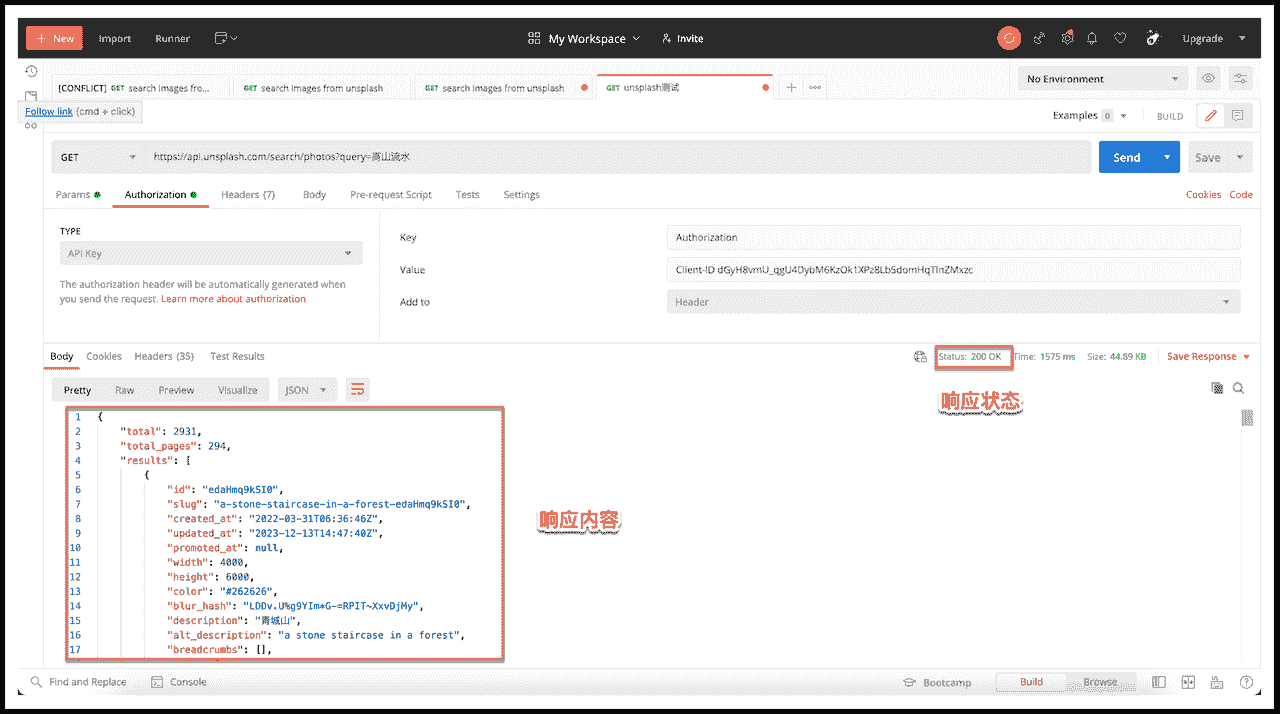 New Import Runner My Workspace Invite Upgrade
[CONFLICT] GET search images fro... GET search images from unsplash GET search images from unsplash GET unsplash测试 No Environment
Follow link (cmd + click)
Examples 0 BUILD
GET https://api.unsplash.com/search/photos?query=高山流水 Send Save
Params Authorization Headers (7) Body Pre-request Script Tests Settings Cookies Code
TYPE
API Key
The authorization header will be automatically generated when
you send the request. Learn more about authorization
Key Authorization
Value Client-ID dGyH8vmU_qgU4DybM6KzOk1XPz8Lb5domHqTlnZMxzc
Add to Header
Body Cookies Headers (35) Test Results Status: 200 OK Time: 1575 ms Size: 44.89 KB Save Response
Pretty Raw Preview Visualize JSON
响应状态
1 {
2 "total": 2931,
3 "total_pages": 294,
4 "results": [
5 {
6 "id": "edaHmq9kSI0",
7 "slug": "a-stone-staircase-in-a-forest-edaHmq9kSI0",
8 "created_at": "2022-03-31T06:36:46Z",
9 "updated_at": "2023-12-13T14:47:40Z",
10 "promoted_at": null,
11 "width": 4000,
12 "height": 6000,
13 "color": "#262626",
14 "blur_hash": "LDDv.U%g9YIm*G-=RPIT~XxvDjMy",
15 "description": "青城山",
16 "alt_description": "a stone staircase in a forest",
17 "breadcrumbs": [],
响应内容
Find and Replace Console Bootcamp Build Browse